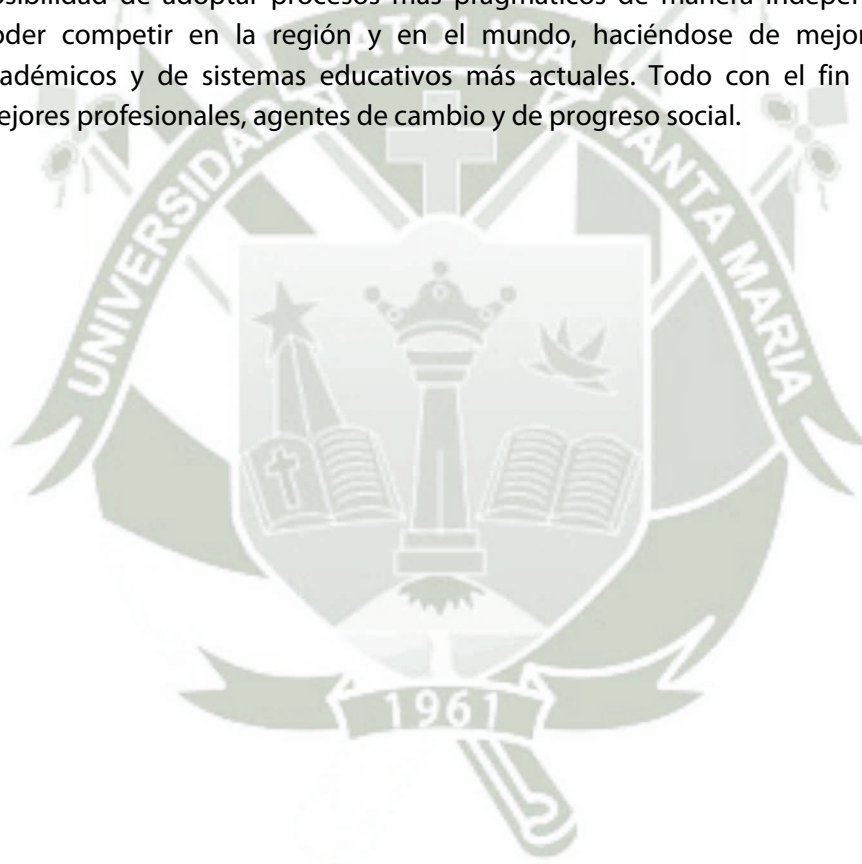 posibilidad de adoptar procesos más pragmáticos de manera indepen
poder competir en la región y en el mundo, haciéndose de mejor
académicos y de sistemas educativos más actuales. Todo con el fin
mejores profesionales, agentes de cambio y de progreso social.
UNIVERSIDAD CATOLICA SANTA MARIA
1961